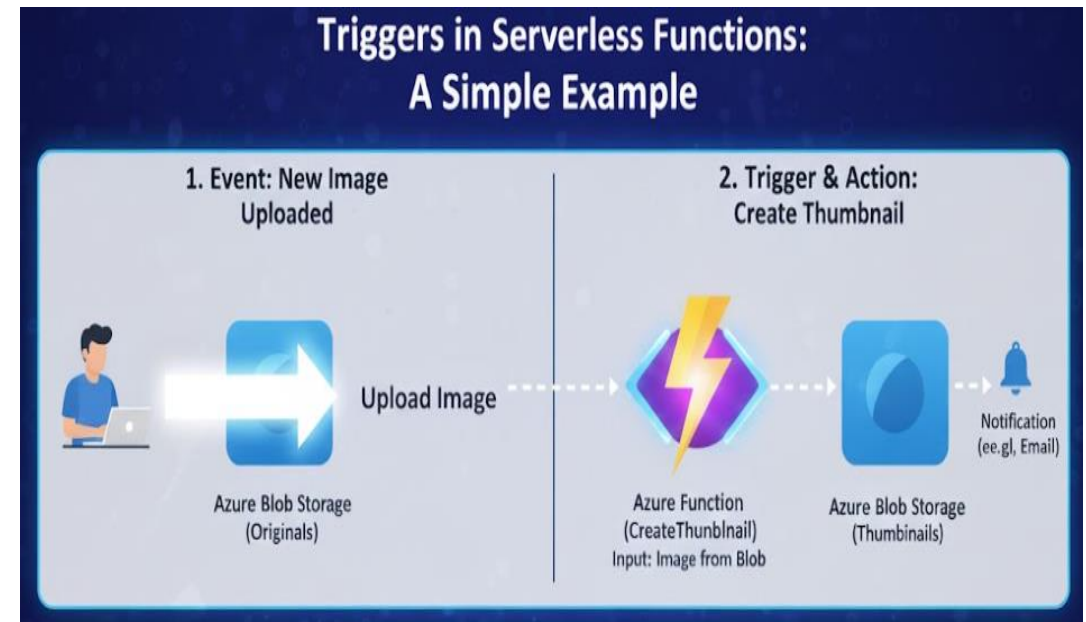 Triggers in Serverless Functions:
A Simple Example
1. Event: New Image
Uploaded
Upload Image
Azure Blob Storage
(Originals)
2. Trigger & Action:
Create Thumbnail
Azure Function
(CreateThunblnail)
Input: Image from Blob
Azure Blob Storage
(Thumbinails)
Notification
(ee.gl, Email)